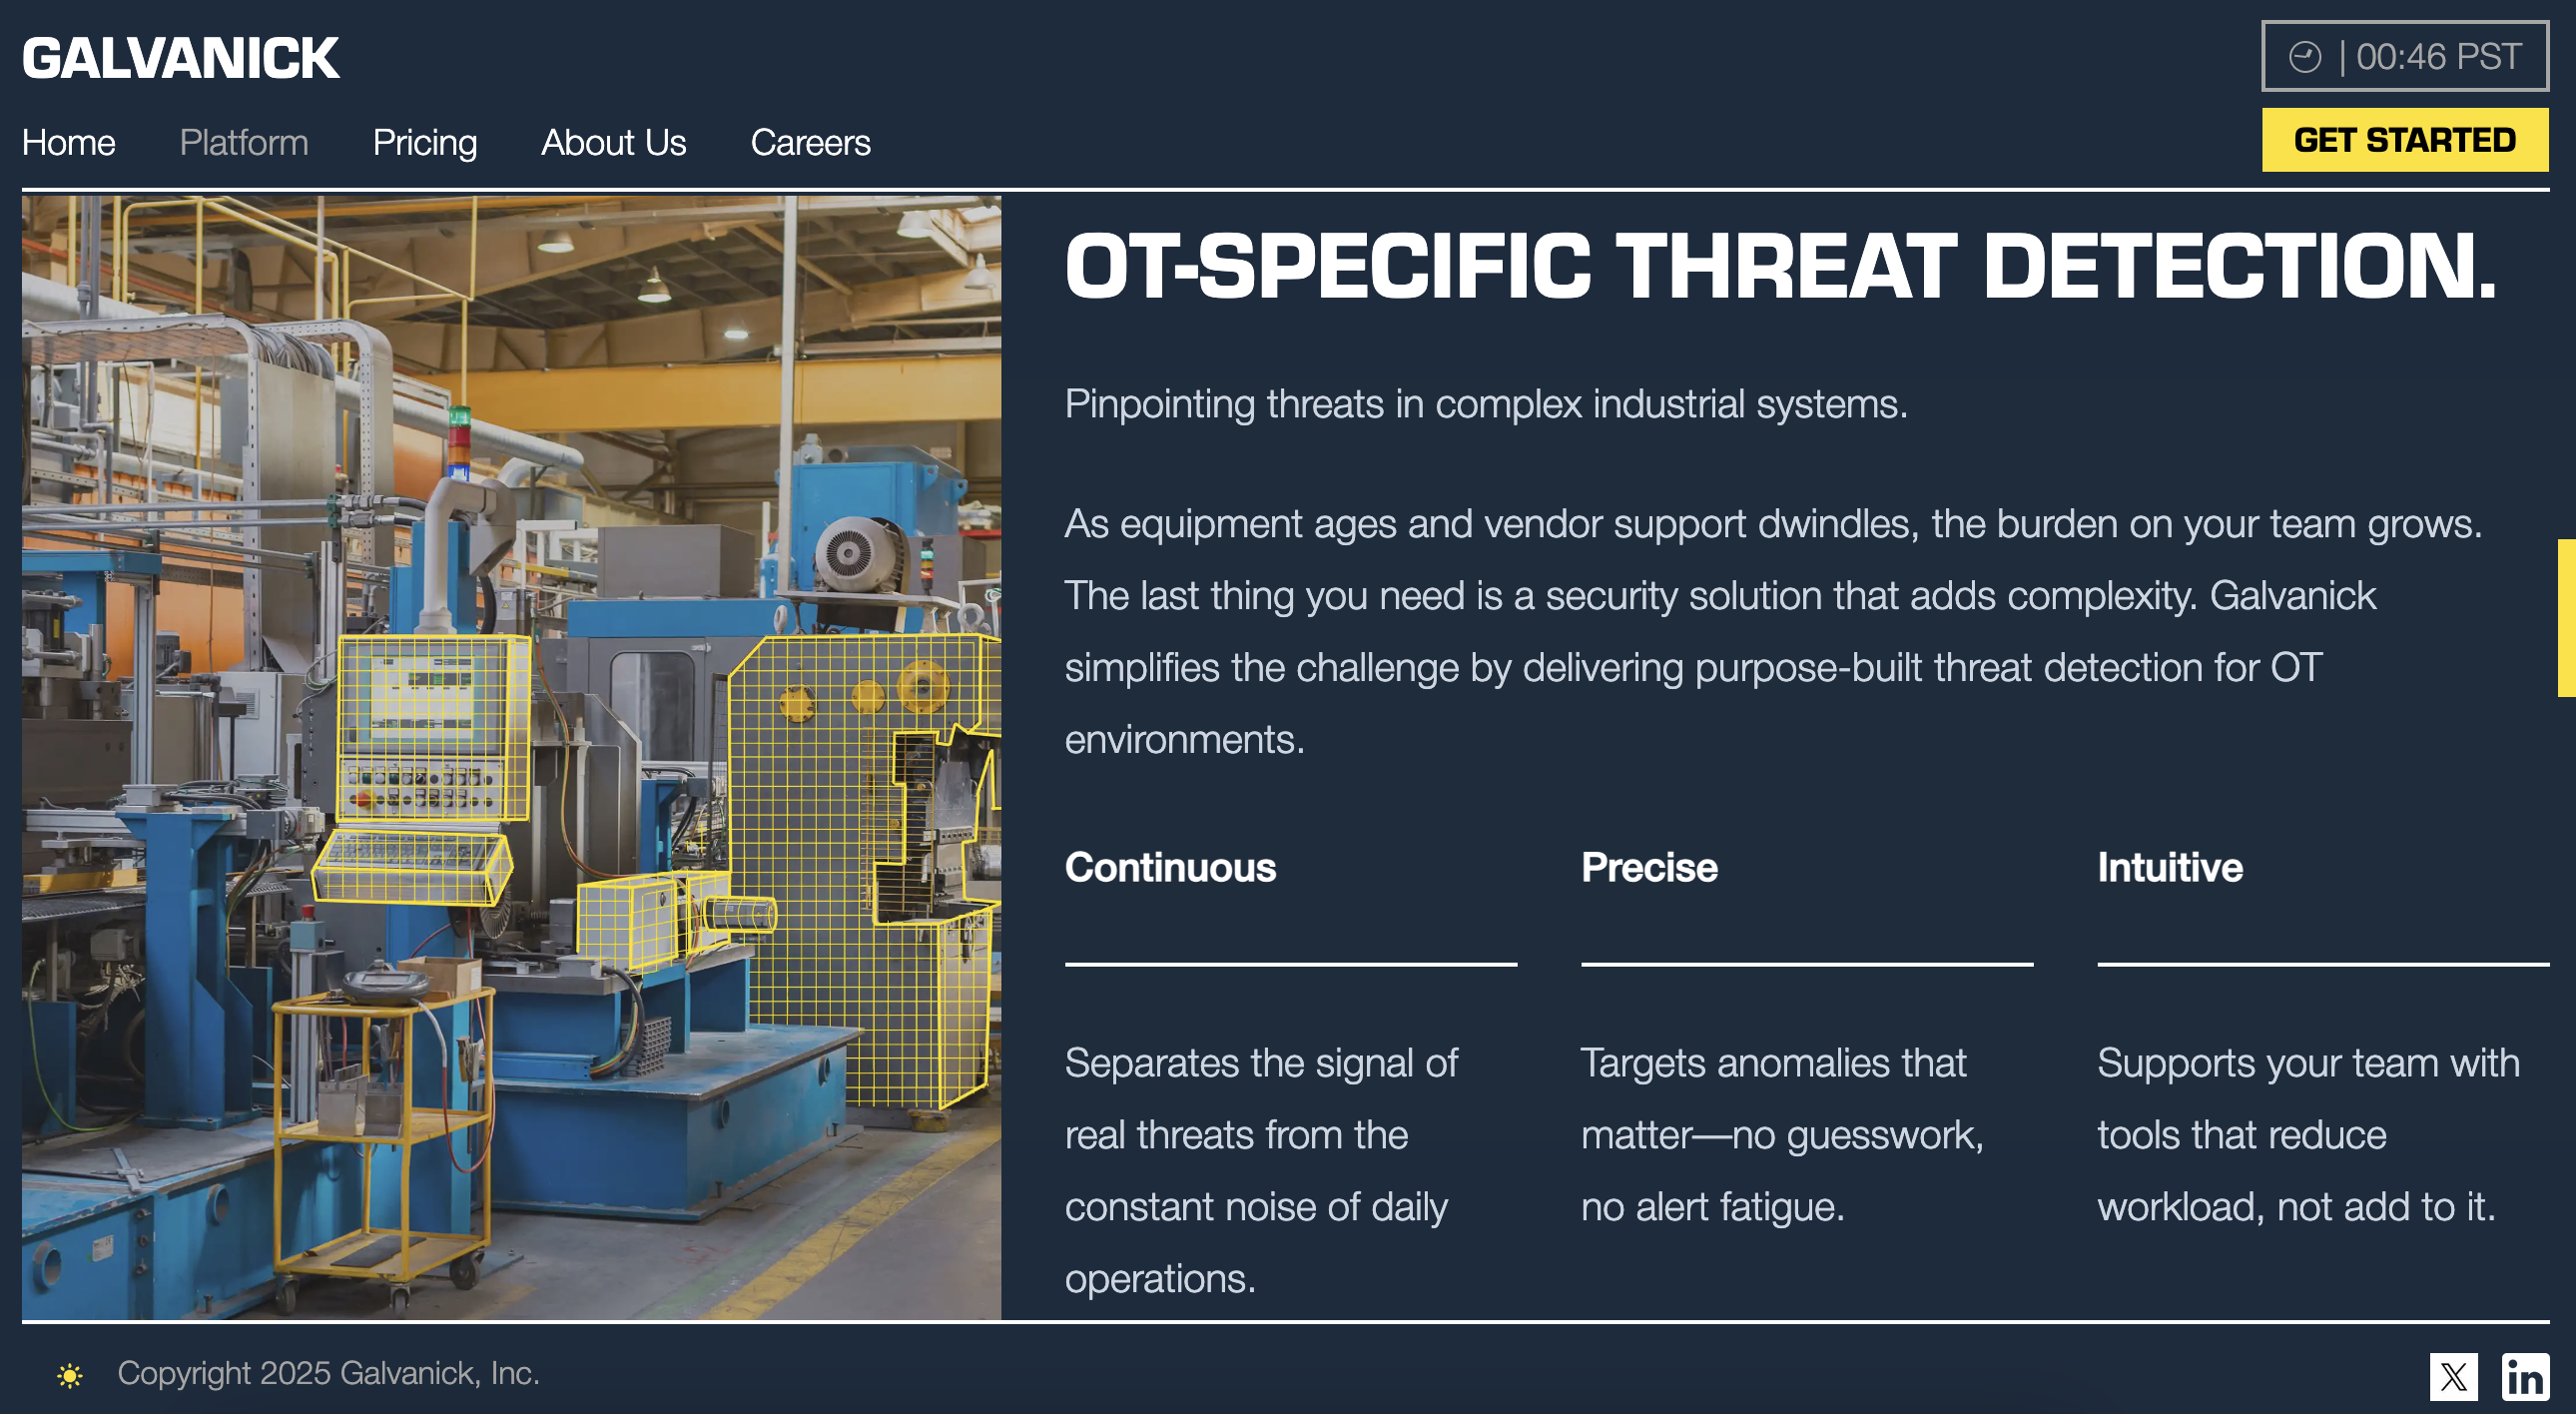 GALVANICK
| 00:46 PST
Home Platform Pricing About Us Careers
GET STARTED
OT-SPECIFIC THREAT DETECTION.
Pinpointing threats in complex industrial systems.
As equipment ages and vendor support dwindles, the burden on your team grows.
The last thing you need is a security solution that adds complexity. Galvanick
simplifies the challenge by delivering purpose-built threat detection for OT
environments.
Continuous
Separates the signal of
real threats from the
constant noise of daily
operations.
Precise
Targets anomalies that
matter—no guesswork,
no alert fatigue.
Intuitive
Supports your team with
tools that reduce
workload, not add to it.
Copyright 2025 Galvanick, Inc.
X
in